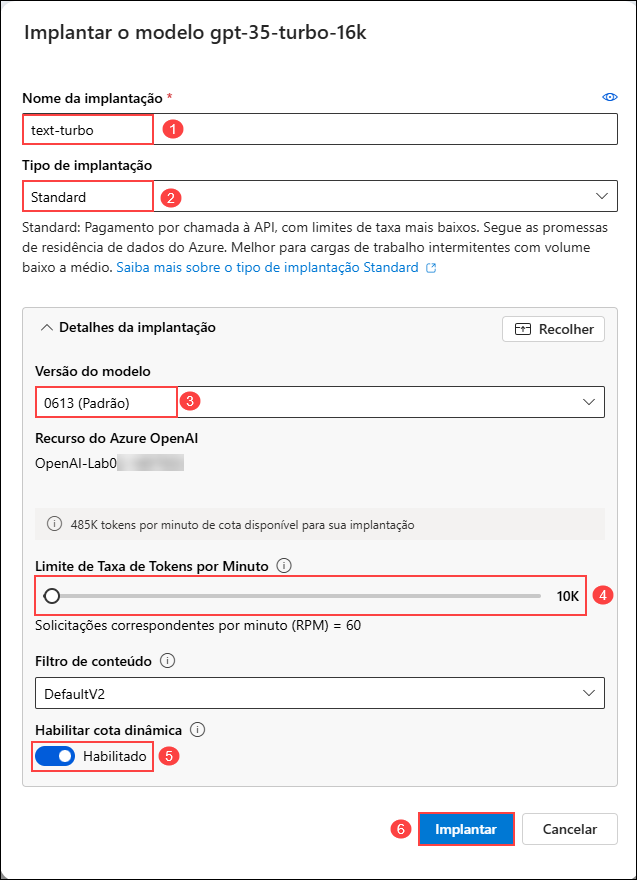 Implantar o modelo gpt-35-turbo-16k
Nome da implantação *
text-turbo
1
Tipo de implantação
Standard
2
Standard: Pagamento por chamada à API, com limites de taxa mais baixos. Segue as promessas
de residência de dados do Azure. Melhor para cargas de trabalho intermitentes com volume
baixo a médio. Saiba mais sobre o tipo de implantação Standard
Detalhes da implantação
Recolher
Versão do modelo
0613 (Padrão)
3
Recurso do Azure OpenAI
OpenAI-Lab0
485K tokens por minuto de cota disponível para sua implantação
Limite de Taxa de Tokens por Minuto
10K
4
Solicitações correspondentes por minuto (RPM) = 60
Filtro de conteúdo
DefaultV2
Habilitar cota dinâmica
Habilitado
5
6
Implantar
Cancelar